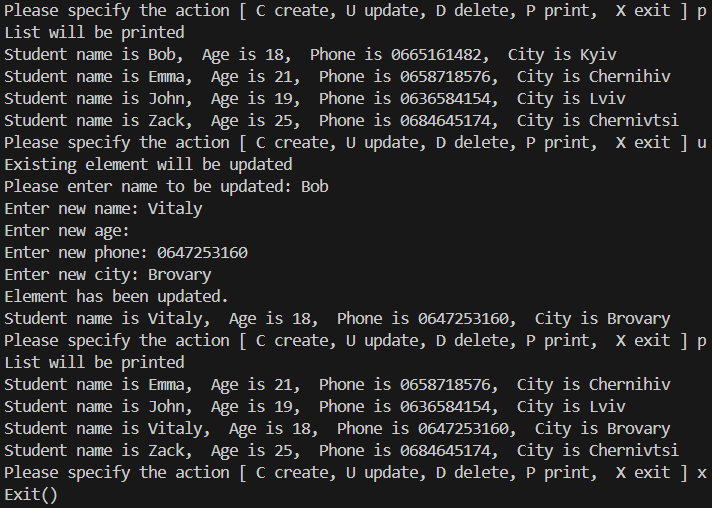 Please specify the action [ C create, U update, D delete, P print,  X exit ] p
List will be printed
Student name is Bob,  Age is 18,  Phone is 0665161482,  City is Kyiv
Student name is Emma,  Age is 21,  Phone is 0658718576,  City is Chernihiv
Student name is John,  Age is 19,  Phone is 0636584154,  City is Lviv
Student name is Zack,  Age is 25,  Phone is 0684645174,  City is Chernivtsi
Please specify the action [ C create, U update, D delete, P print,  X exit ] u
Existing element will be updated
Please enter name to be updated: Bob
Enter new name: Vitaly
Enter new age:
Enter new phone: 0647253160
Enter new city: Brovary
Element has been updated.
Student name is Vitaly,  Age is 18,  Phone is 0647253160,  City is Brovary
Please specify the action [ C create, U update, D delete, P print,  X exit ] p
List will be printed
Student name is Emma,  Age is 21,  Phone is 0658718576,  City is Chernihiv
Student name is John,  Age is 19,  Phone is 0636584154,  City is Lviv
Student name is Vitaly,  Age is 18,  Phone is 0647253160,  City is Brovary
Student name is Zack,  Age is 25,  Phone is 0684645174,  City is Chernivtsi
Please specify the action [ C create, U update, D delete, P print,  X exit ] x
Exit()